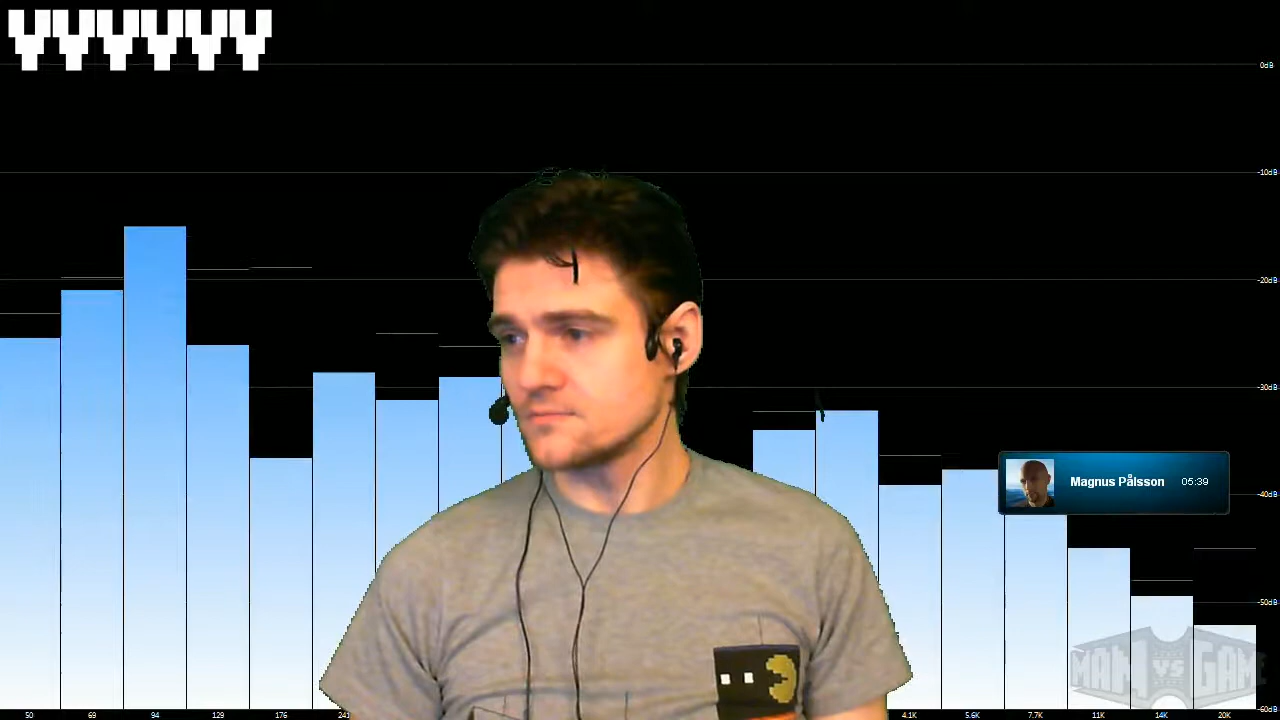 VVVVVV
0dB
-10dB
-20dB
-30dB
Magnus Pålsson 05:39
-40dB
-50dB
MAN VS GAME
-60dB
50 69 94 129 176 241 4.1K 5.6K 7.7K 11K 14K 20K